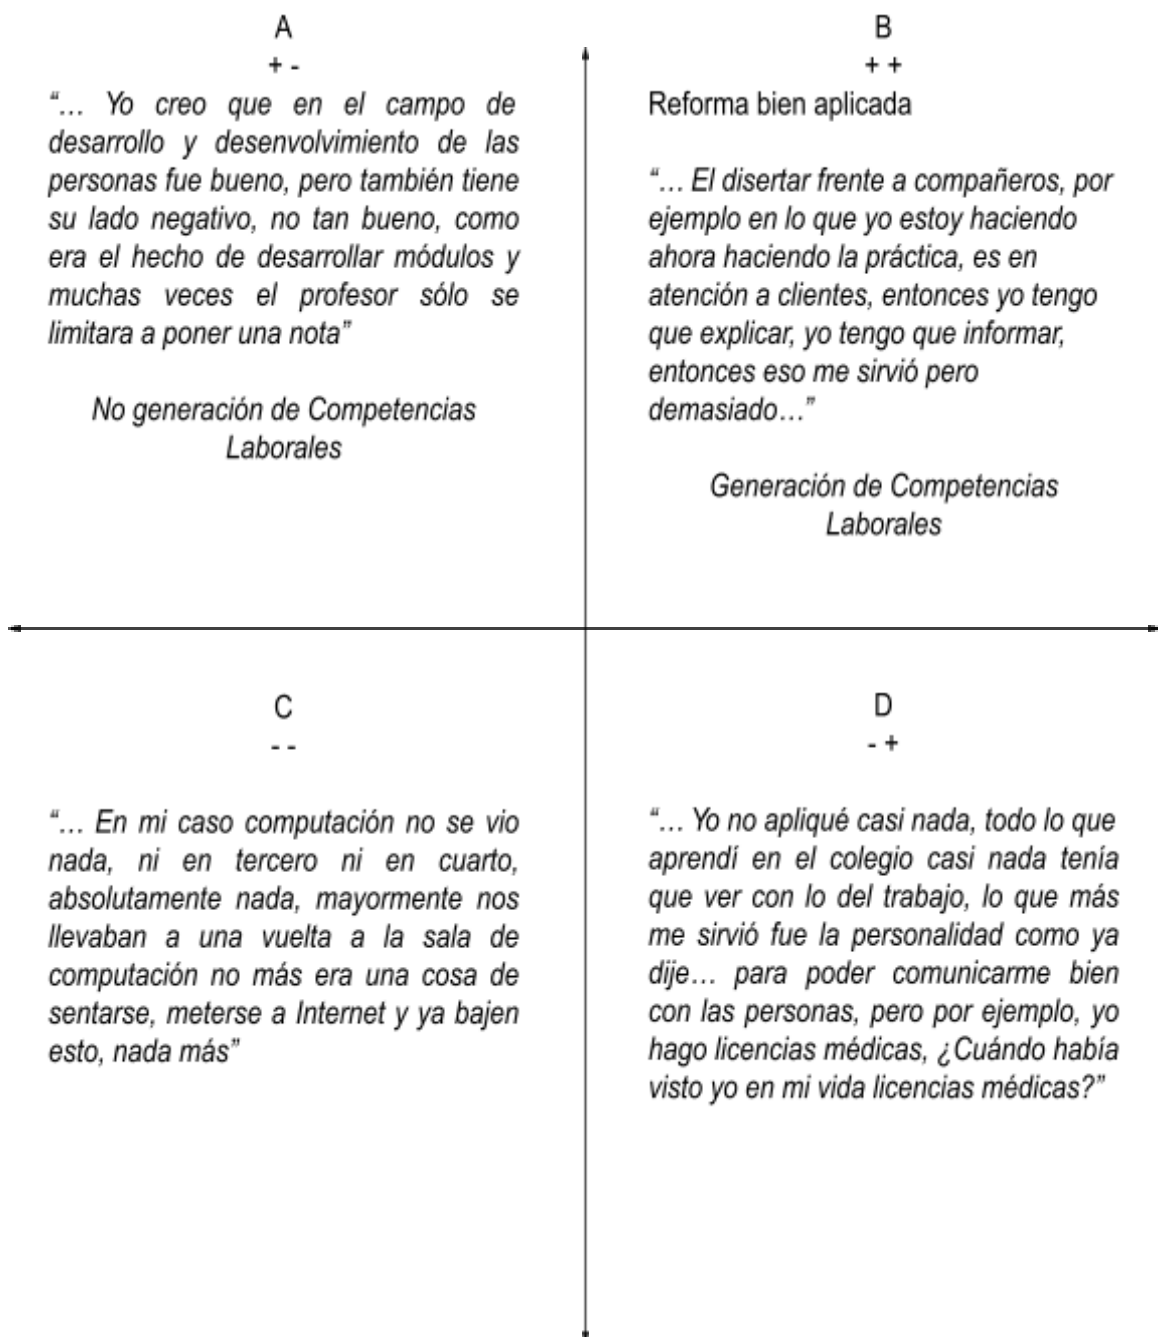 A
+ -
“… Yo creo que en el campo de
desarrollo y desenvolvimiento de las
personas fue bueno, pero también tiene
su lado negativo, no tan bueno, como
era el hecho de desarrollar módulos y
muchas veces el profesor sólo se
limitara a poner una nota”
No generación de Competencias
Laborales
B
+ +
Reforma bien aplicada
“… El disertar frente a compañeros, por
ejemplo en lo que yo estoy haciendo
ahora haciendo la práctica, es en
atención a clientes, entonces yo tengo
que explicar, yo tengo que informar,
entonces eso me sirvió pero
demasiado…”
Generación de Competencias
Laborales
C
- -
“… En mi caso computación no se vio
nada, ni en tercero ni en cuarto,
absolutamente nada, mayormente nos
llevaban a una vuelta a la sala de
computación no más era una cosa de
sentarse, meterse a Internet y ya bajen
esto, nada más”
D
- +
“… Yo no apliqué casi nada, todo lo que
aprendí en el colegio casi nada tenía
que ver con lo del trabajo, lo que más
me sirvió fue la personalidad como ya
dije… para poder comunicarme bien
con las personas, pero por ejemplo, yo
hago licencias médicas, ¿Cuándo había
visto yo en mi vida licencias médicas?”